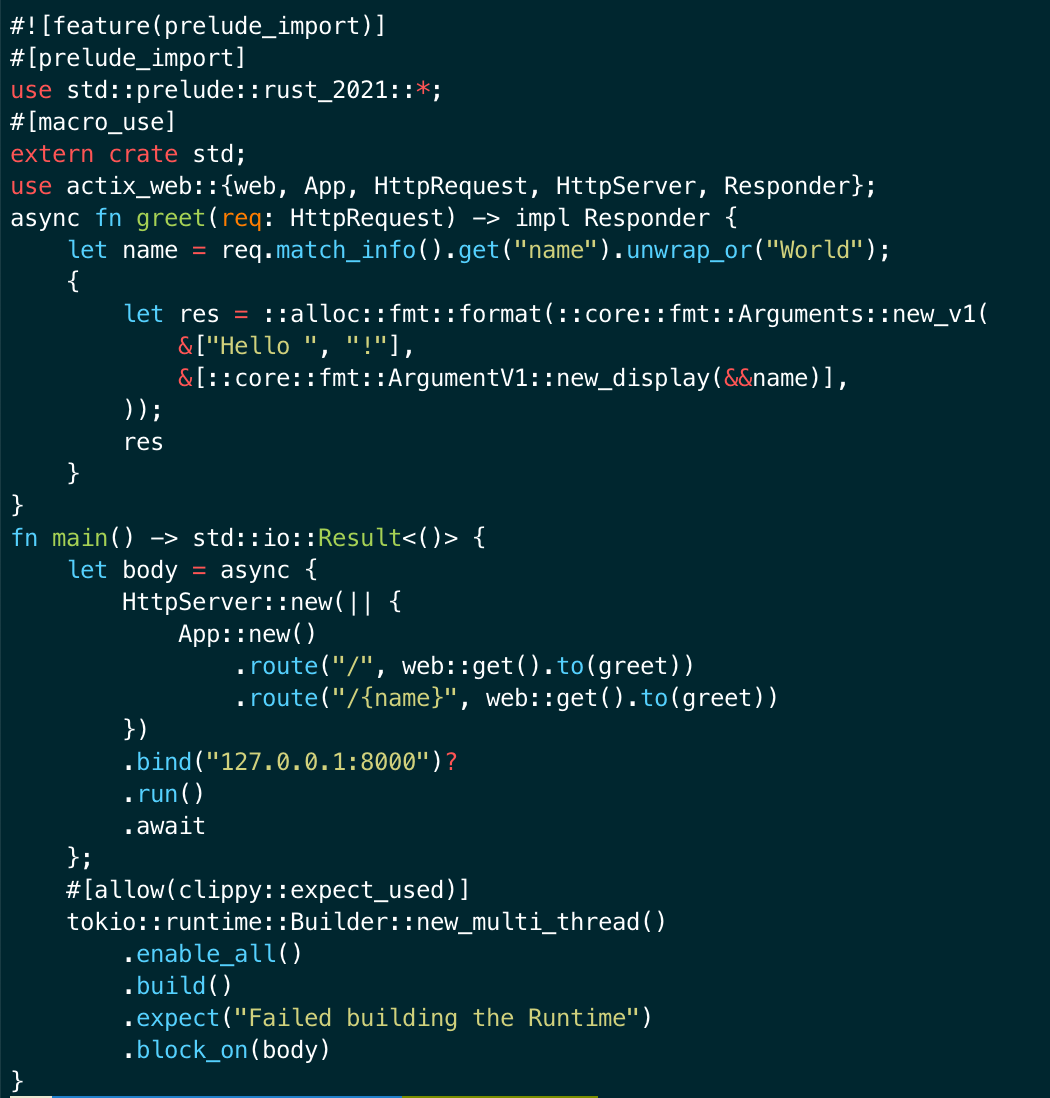 #![feature(prelude_import)]
#[prelude_import]
use std::prelude::rust_2021::*;
#[macro_use]
extern crate std;
use actix_web::{web, App, HttpRequest, HttpServer, Responder};
async fn greet(req: HttpRequest) -> impl Responder {
    let name = req.match_info().get("name").unwrap_or("World");
    {
        let res = ::alloc::fmt::format(::core::fmt::Arguments::new_v1(
            &["Hello ", "!"],
            &[::core::fmt::ArgumentV1::new_display(&&name)],
        ));
        res
    }
}
fn main() -> std::io::Result<()> {
    let body = async {
        HttpServer::new(|| {
            App::new()
                .route("/", web::get().to(greet))
                .route("/{name}", web::get().to(greet))
        })
        .bind("127.0.0.1:8000")?
        .run()
        .await
    };
    #[allow(clippy::expect_used)]
    tokio::runtime::Builder::new_multi_thread()
        .enable_all()
        .build()
        .expect("Failed building the Runtime")
        .block_on(body)
}